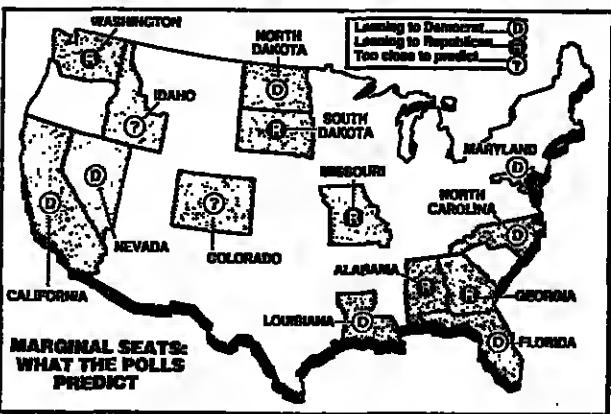 WASHINGTON
R
NORTH
DAKOTA
D
Leaning to Democrat......D
Leaning to Republican....R
Too close to predict......?
IDAHO
?
R
SOUTH
DAKOTA
MARYLAND
D
MISSOURI
R
NORTH
CAROLINA
D
D
D
NEVADA
?
COLORADO
CALIFORNIA
ALABAMA
R
R
GEORGIA
LOUISIANA
D
D
FLORIDA
MARGINAL SEATS:
WHAT THE POLLS
PREDICT